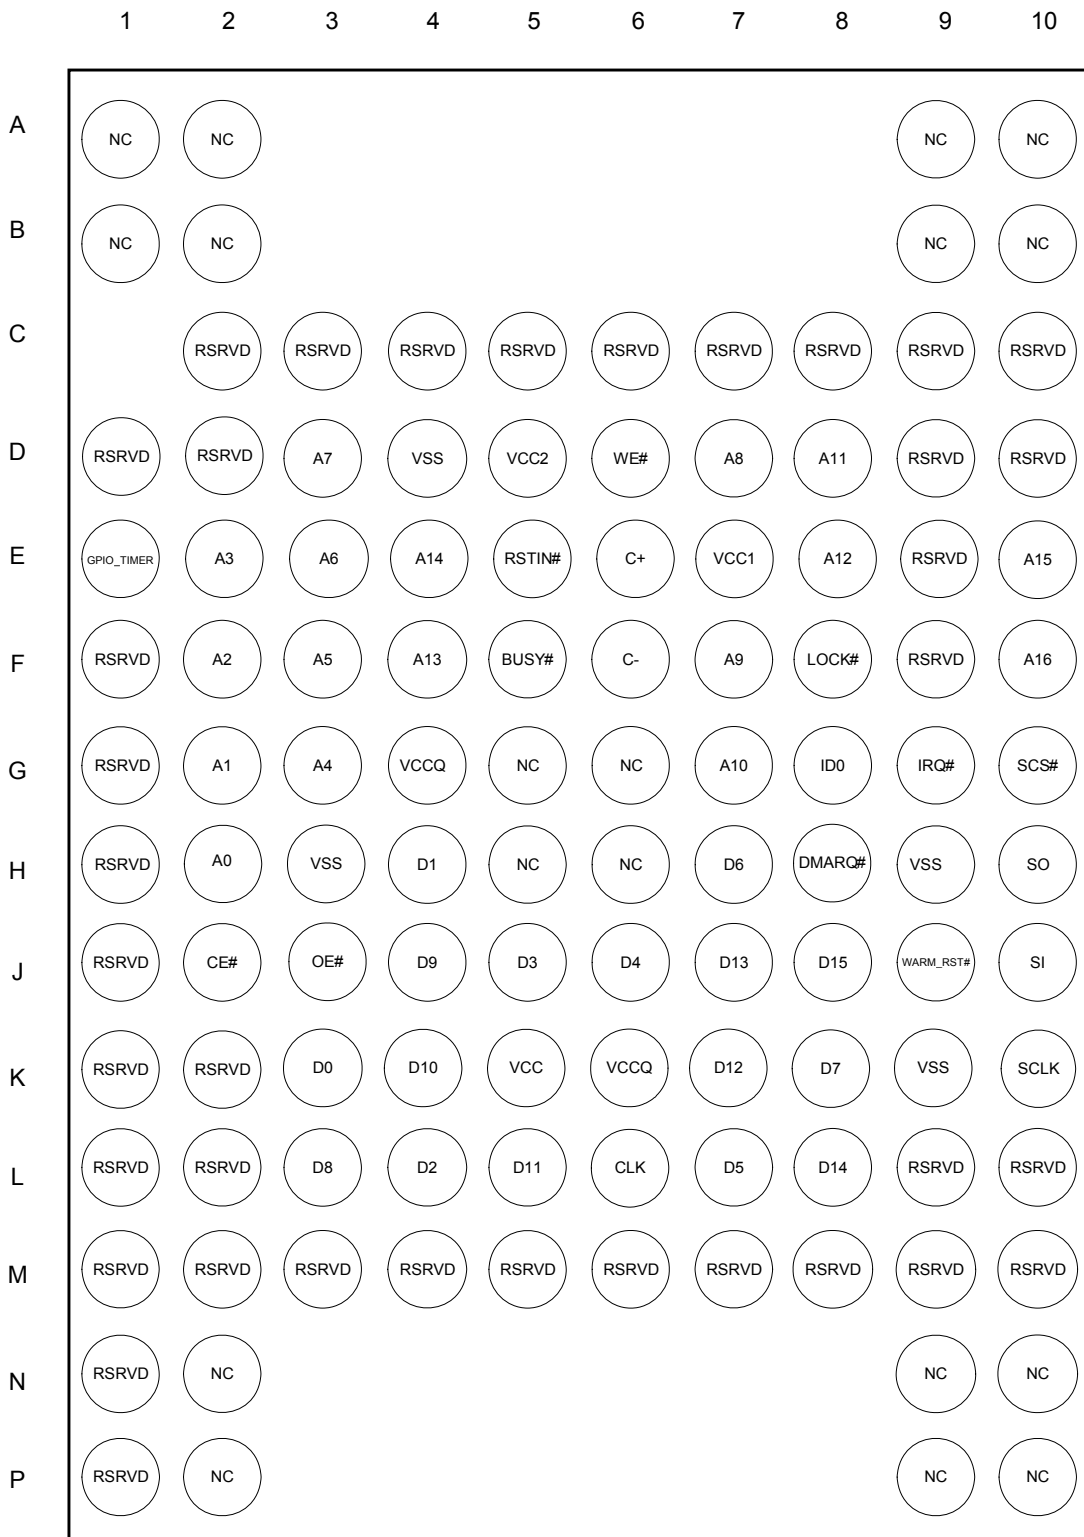 1 2 3 4 5 6 7 8 9 10
A NC NC NC NC
B NC NC NC NC
C RSRVD RSRVD RSRVD RSRVD RSRVD RSRVD RSRVD RSRVD RSRVD
D RSRVD RSRVD A7 VSS VCC2 WE# A8 A11 RSRVD RSRVD
E GPIO_TIMER A3 A6 A14 RSTIN# C+ VCC1 A12 RSRVD A15
F RSRVD A2 A5 A13 BUSY# C- A9 LOCK# RSRVD A16
G RSRVD A1 A4 VCCQ NC NC A10 ID0 IRQ# SCS#
H RSRVD A0 VSS D1 NC NC D6 DMARQ# VSS SO
J RSRVD CE# OE# D9 D3 D4 D13 D15 WARM_RST# SI
K RSRVD RSRVD D0 D10 VCC VCCQ D12 D7 VSS SCLK
L RSRVD RSRVD D8 D2 D11 CLK D5 D14 RSRVD RSRVD
M RSRVD RSRVD RSRVD RSRVD RSRVD RSRVD RSRVD RSRVD RSRVD RSRVD
N RSRVD NC NC NC
P RSRVD NC NC NC